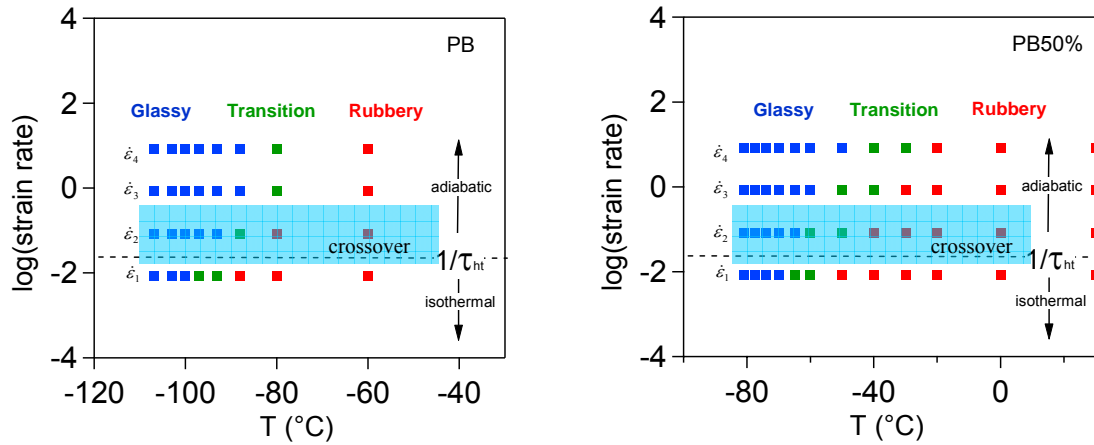 4
PB
2
Glassy Transition Rubbery
ε̇₄
0
ε̇₃
adiabatic
ε̇₂
crossover
1/τht
-2
ε̇₁
isothermal
-4
-120 -100 -80 -60 -40
T (°C)
log(strain rate)
4
PB50%
2
Glassy Transition Rubbery
ε̇₄
0
ε̇₃
adiabatic
ε̇₂
crossover
1/τht
-2
ε̇₁
isothermal
-4
-80 -40 0
T (°C)
log(strain rate)